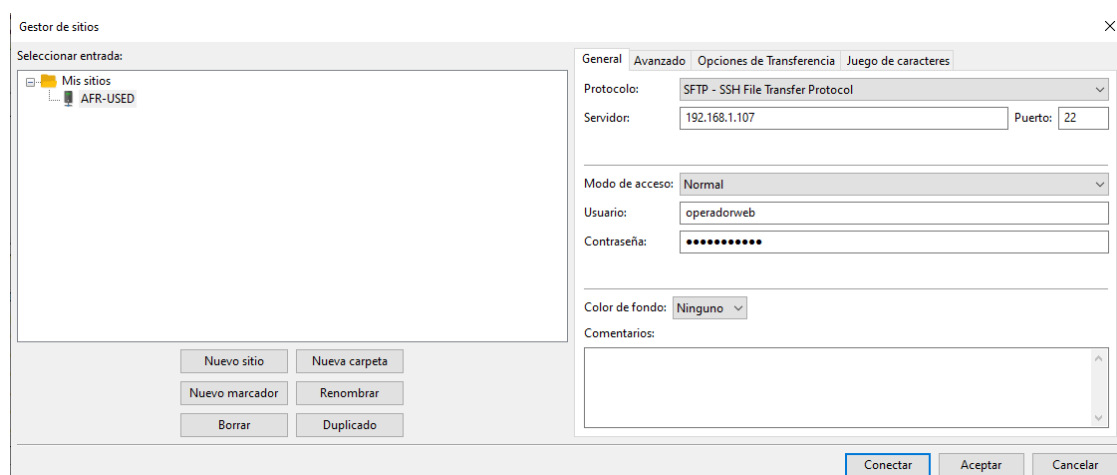 Gestor de sitios
Seleccionar entrada:
Mis sitios
AFR-USED
Nuevo sitio Nueva carpeta
Nuevo marcador Renombrar
Borrar Duplicado
General Avanzado Opciones de Transferencia Juego de caracteres
Protocolo: SFTP - SSH File Transfer Protocol
Servidor: 192.168.1.107 Puerto: 22
Modo de acceso: Normal
Usuario: operadorweb
Contraseña: ●●●●●●●●●●●
Color de fondo: Ninguno
Comentarios:
Conectar Aceptar Cancelar